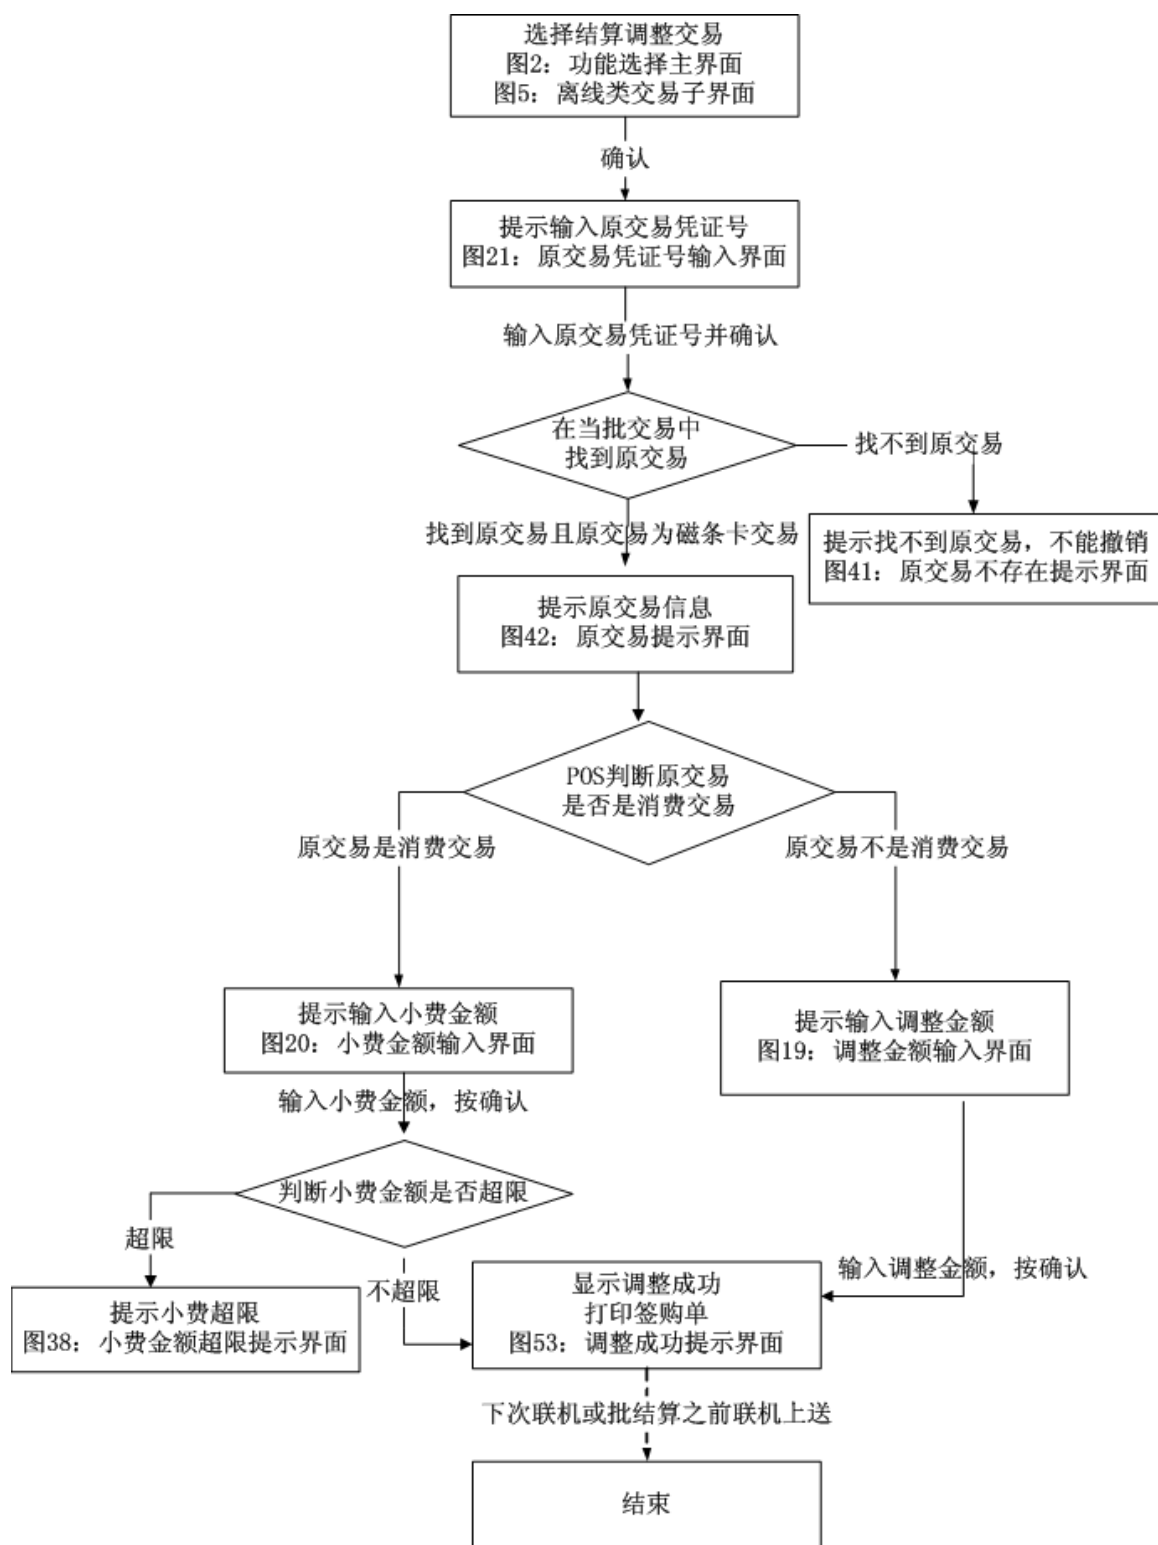 选择结算调整交易
图2：功能选择主界面
图5：离线类交易子界面
确认
提示输入原交易凭证号
图21：原交易凭证号输入界面
输入原交易凭证号并确认
在当批交易中
找到原交易
找不到原交易
找到原交易且原交易为磁条卡交易
提示找不到原交易，不能撤销
图41：原交易不存在提示界面
提示原交易信息
图42：原交易提示界面
POS判断原交易
是否是消费交易
原交易是消费交易
原交易不是消费交易
提示输入小费金额
图20：小费金额输入界面
提示输入调整金额
图19：调整金额输入界面
输入小费金额，按确认
判断小费金额是否超限
超限
不超限
输入调整金额，按确认
提示小费超限
图38：小费金额超限提示界面
显示调整成功
打印签购单
图53：调整成功提示界面
下次联机或批结算之前联机上送
结束